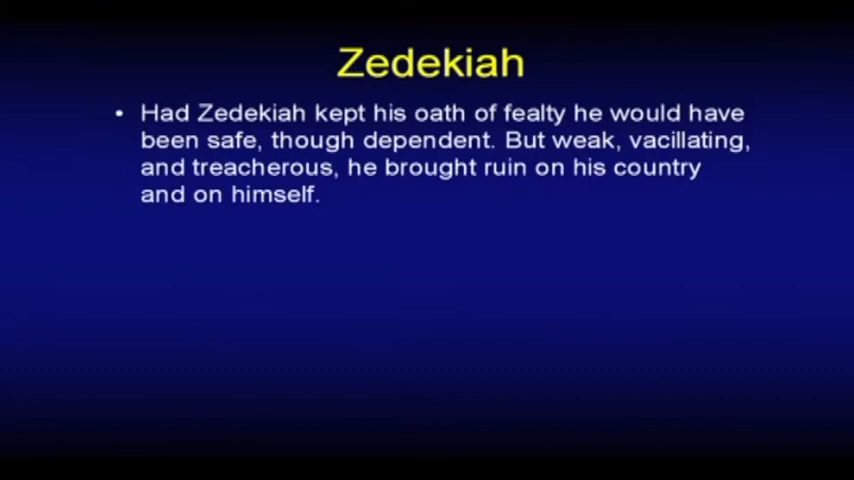 Zedekiah
• Had Zedekiah kept his oath of fealty he would have
been safe, though dependent. But weak, vacillating,
and treacherous, he brought ruin on his country
and on himself.